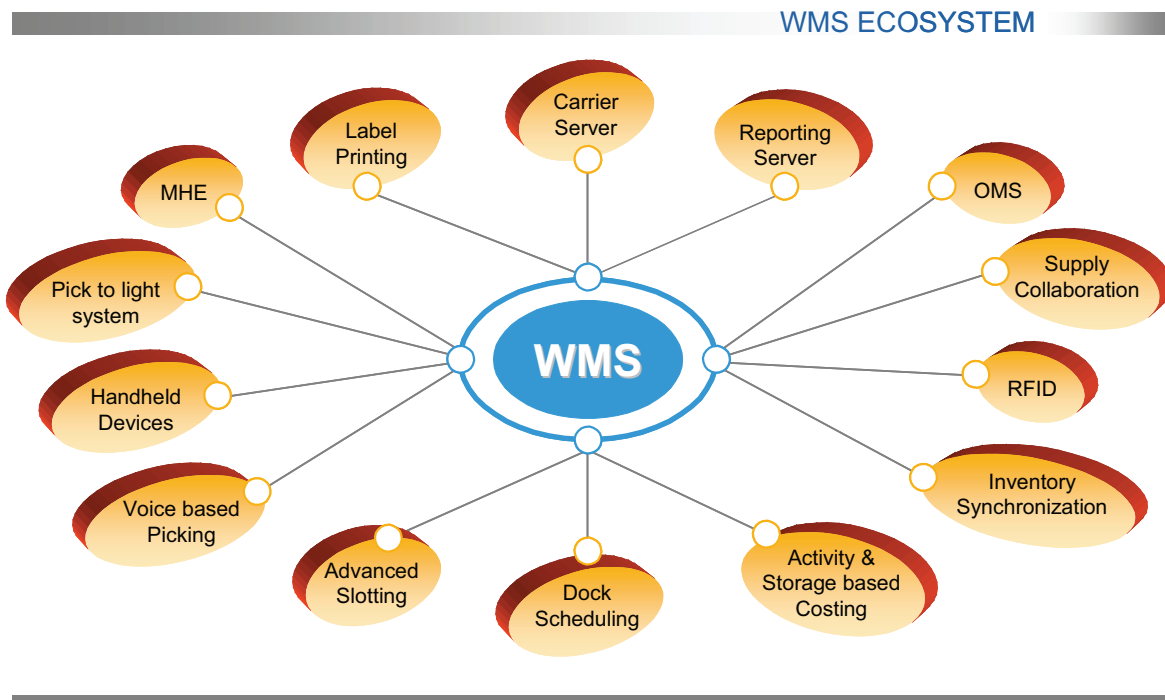 WMS ECOSYSTEM
Carrier
Server
Label
Printing
Reporting
Server
MHE
OMS
Pick to light
system
Supply
Collaboration
WMS
Handheld
Devices
RFID
Voice based
Picking
Inventory
Synchronization
Advanced
Slotting
Dock
Scheduling
Activity &
Storage based
Costing